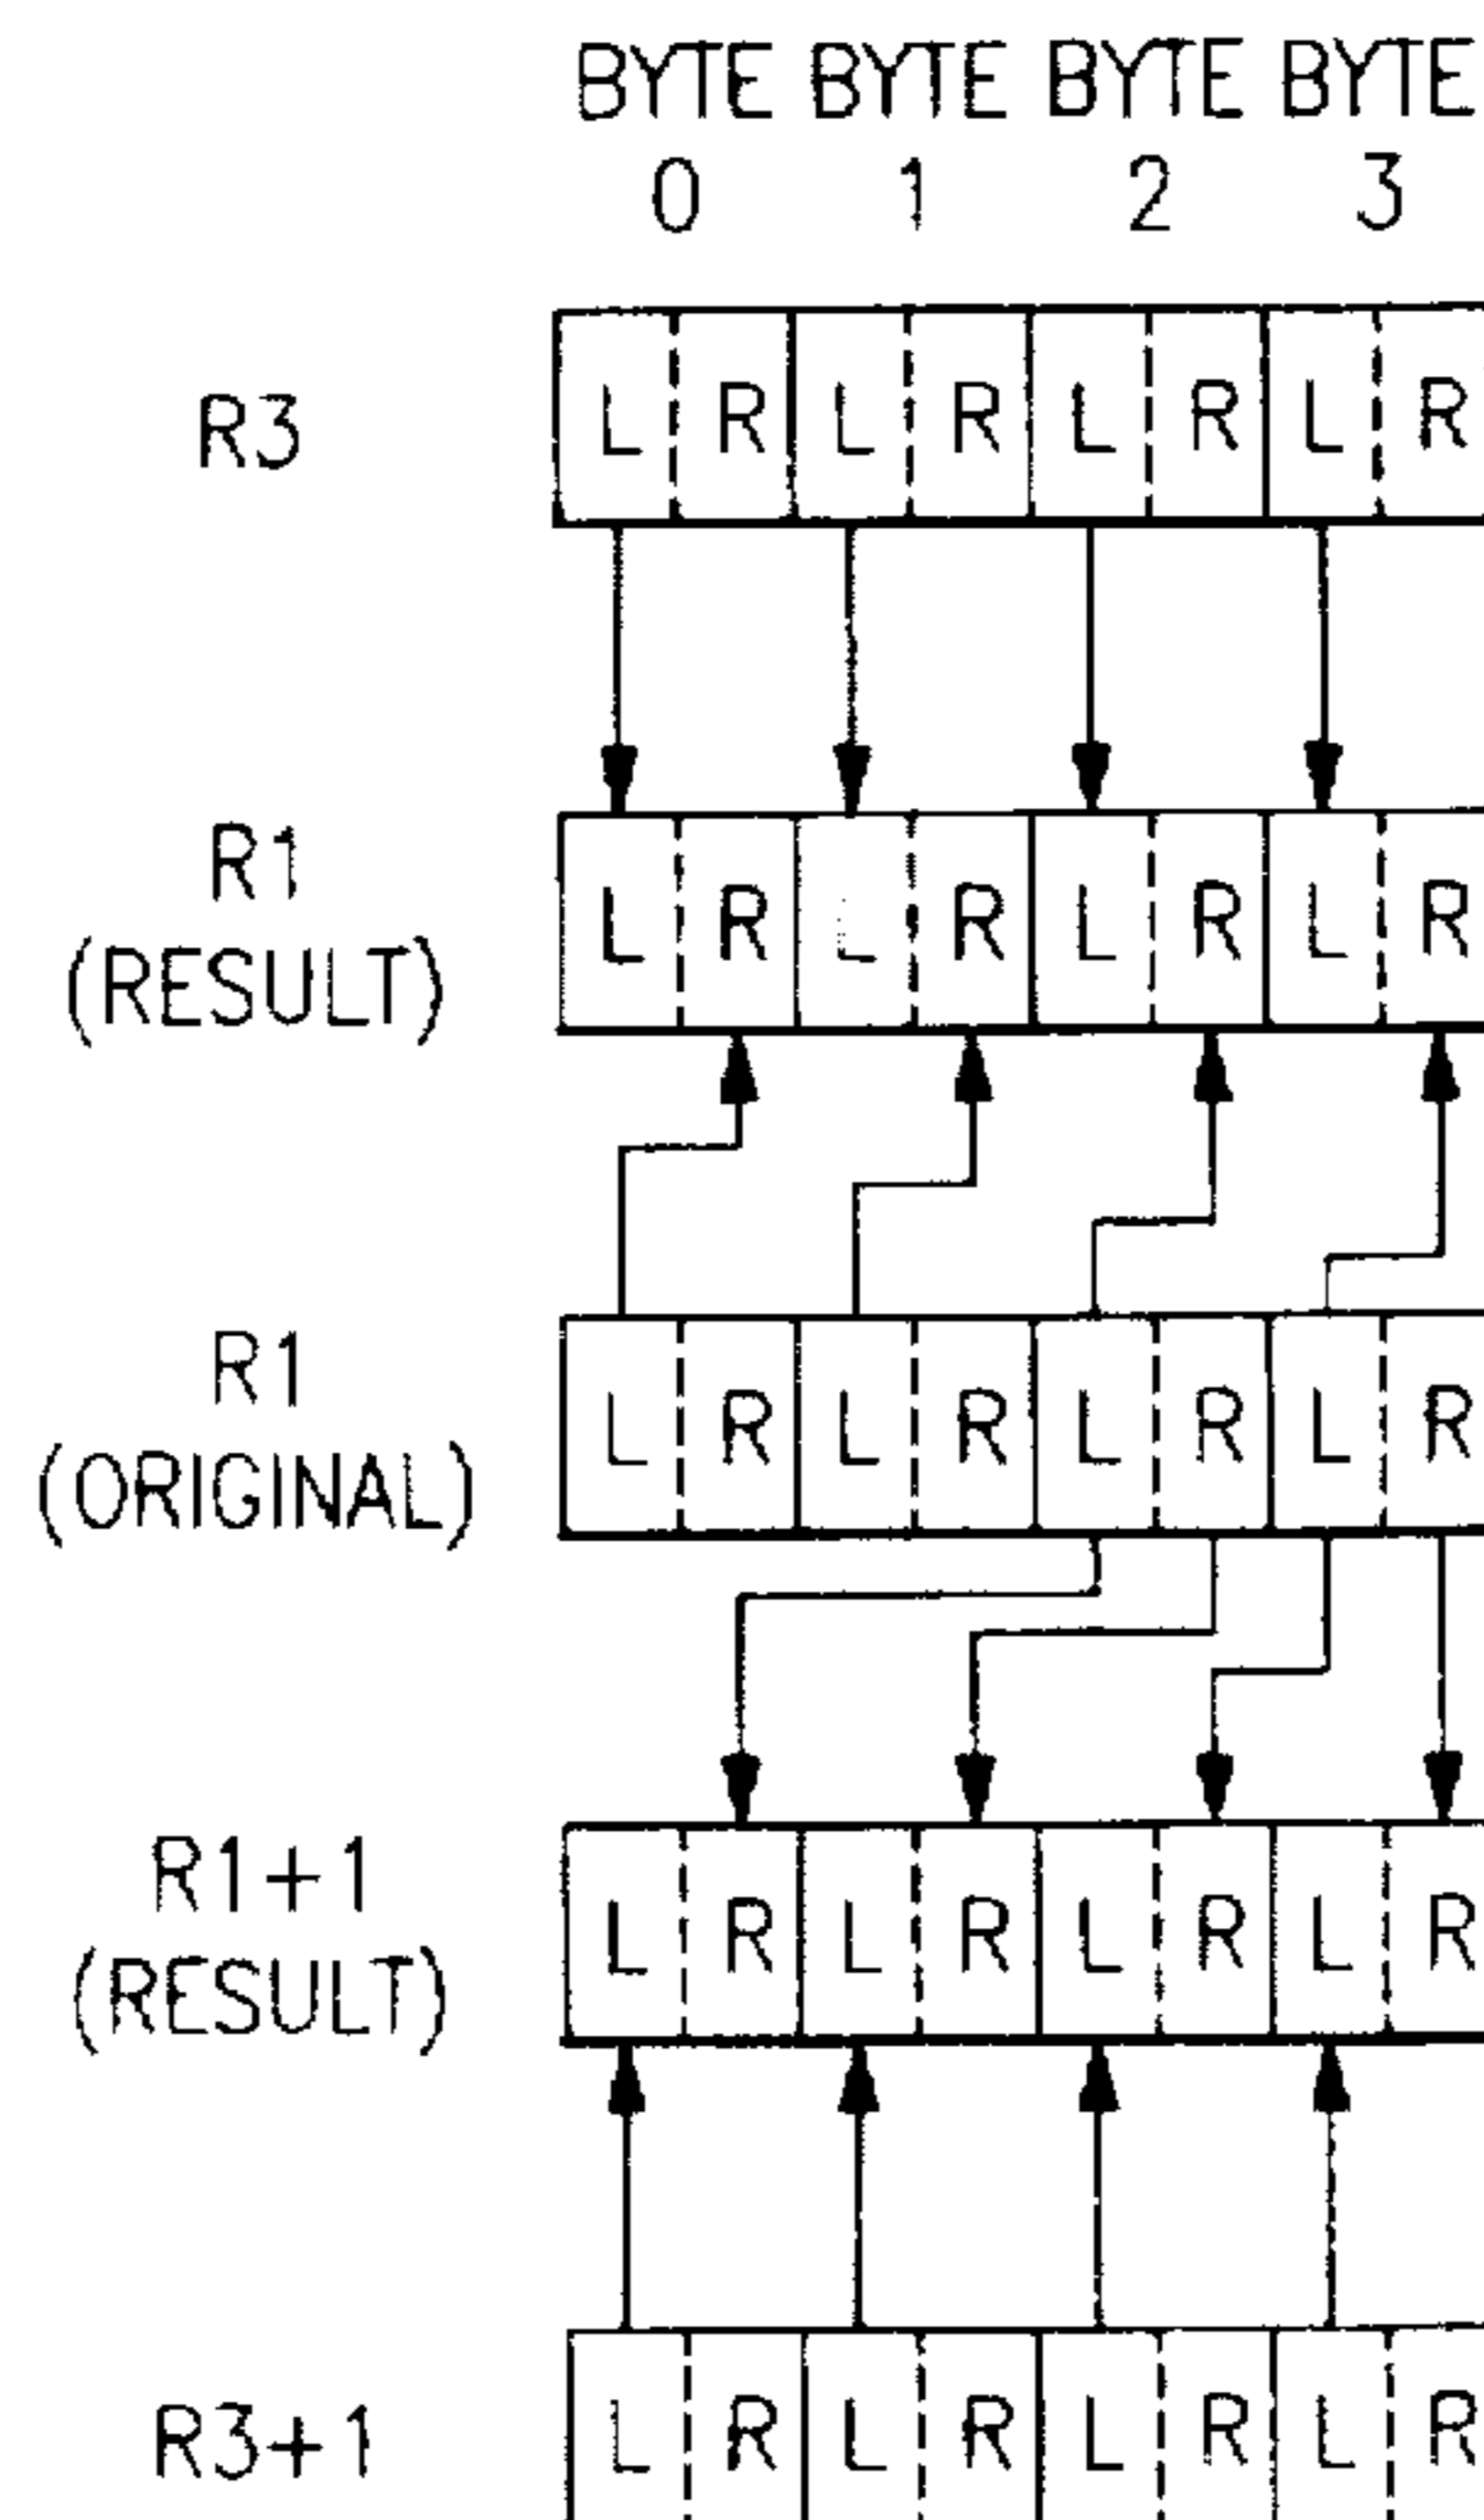 BYTE BYTE BYTE BYTE
0 1 2 3
R3 L R L R L R L R
R1
(RESULT) L R L R L R L R
R1
(ORIGINAL) L R L R L R L R
R1+1
(RESULT) L R L R L R L R
R3+1 L R L R L R L R